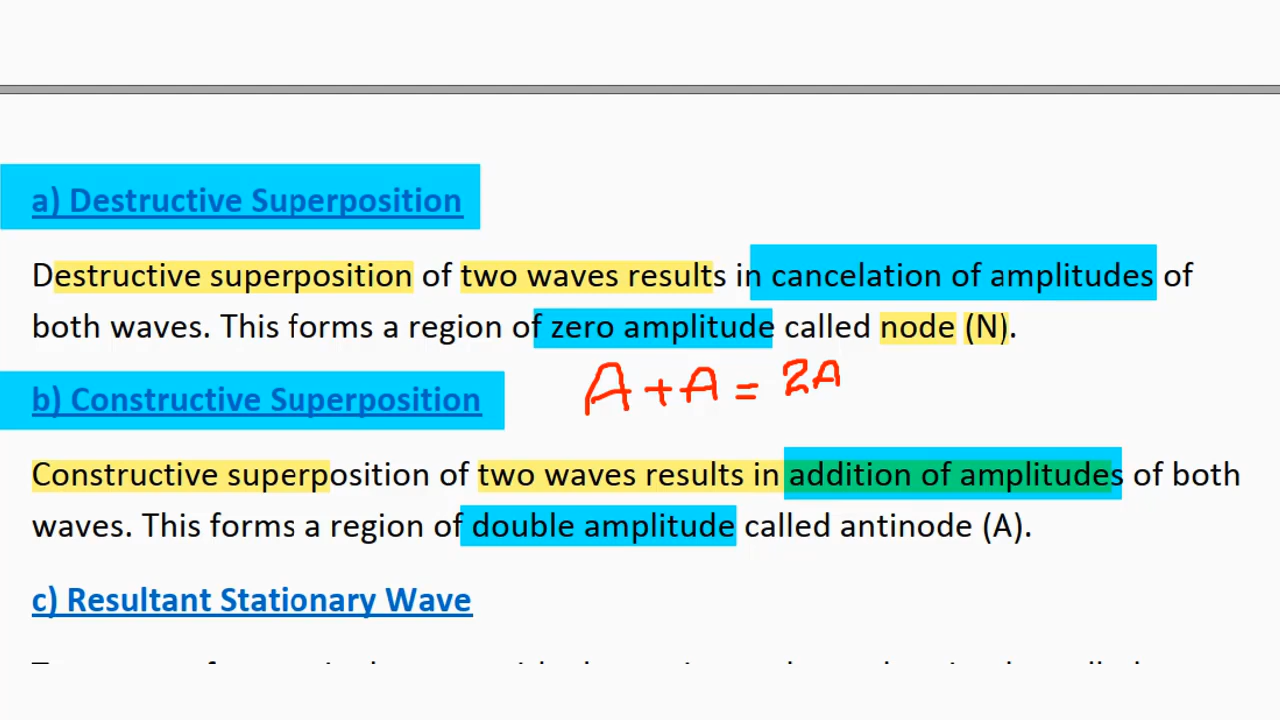 a) Destructive Superposition
Destructive superposition of two waves results in cancelation of amplitudes of
both waves. This forms a region of zero amplitude called node (N).
A + A = 2A
b) Constructive Superposition
Constructive superposition of two waves results in addition of amplitudes of both
waves. This forms a region of double amplitude called antinode (A).
c) Resultant Stationary Wave